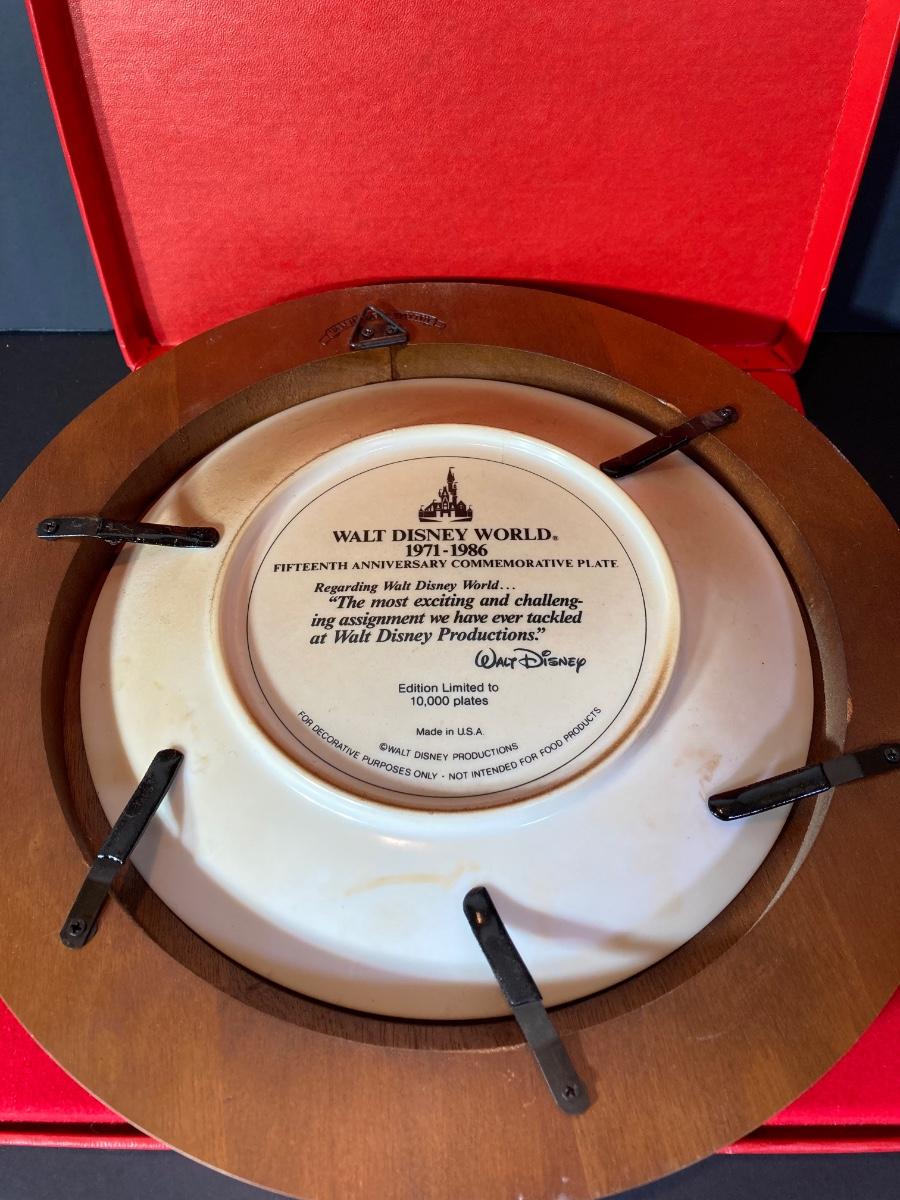 WALT DISNEY WORLD®
1971-1986
FIFTEENTH ANNIVERSARY COMMEMORATIVE PLATE
Regarding Walt Disney World...
"The most exciting and challeng-
ing assignment we have ever tackled
at Walt Disney Productions."
WALT DISNEY
Edition Limited to
10,000 plates
Made in U.S.A.
©WALT DISNEY PRODUCTIONS
FOR DECORATIVE PURPOSES ONLY - NOT INTENDED FOR FOOD PRODUCTS